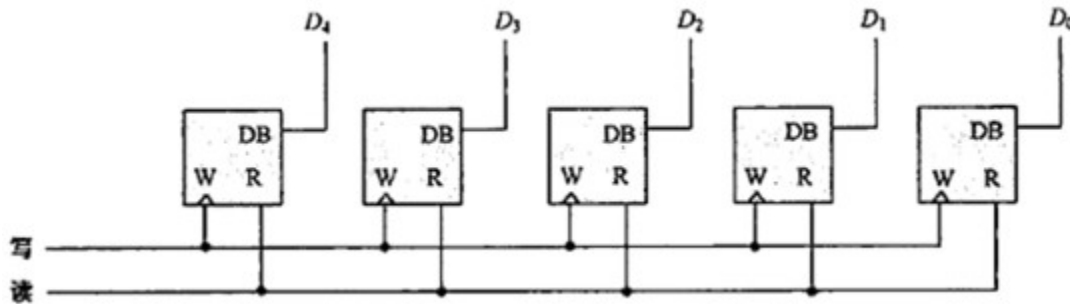 D₄ D₃ D₂ D₁ D₀
DB DB DB DB DB
W R W R W R W R W R
写
读